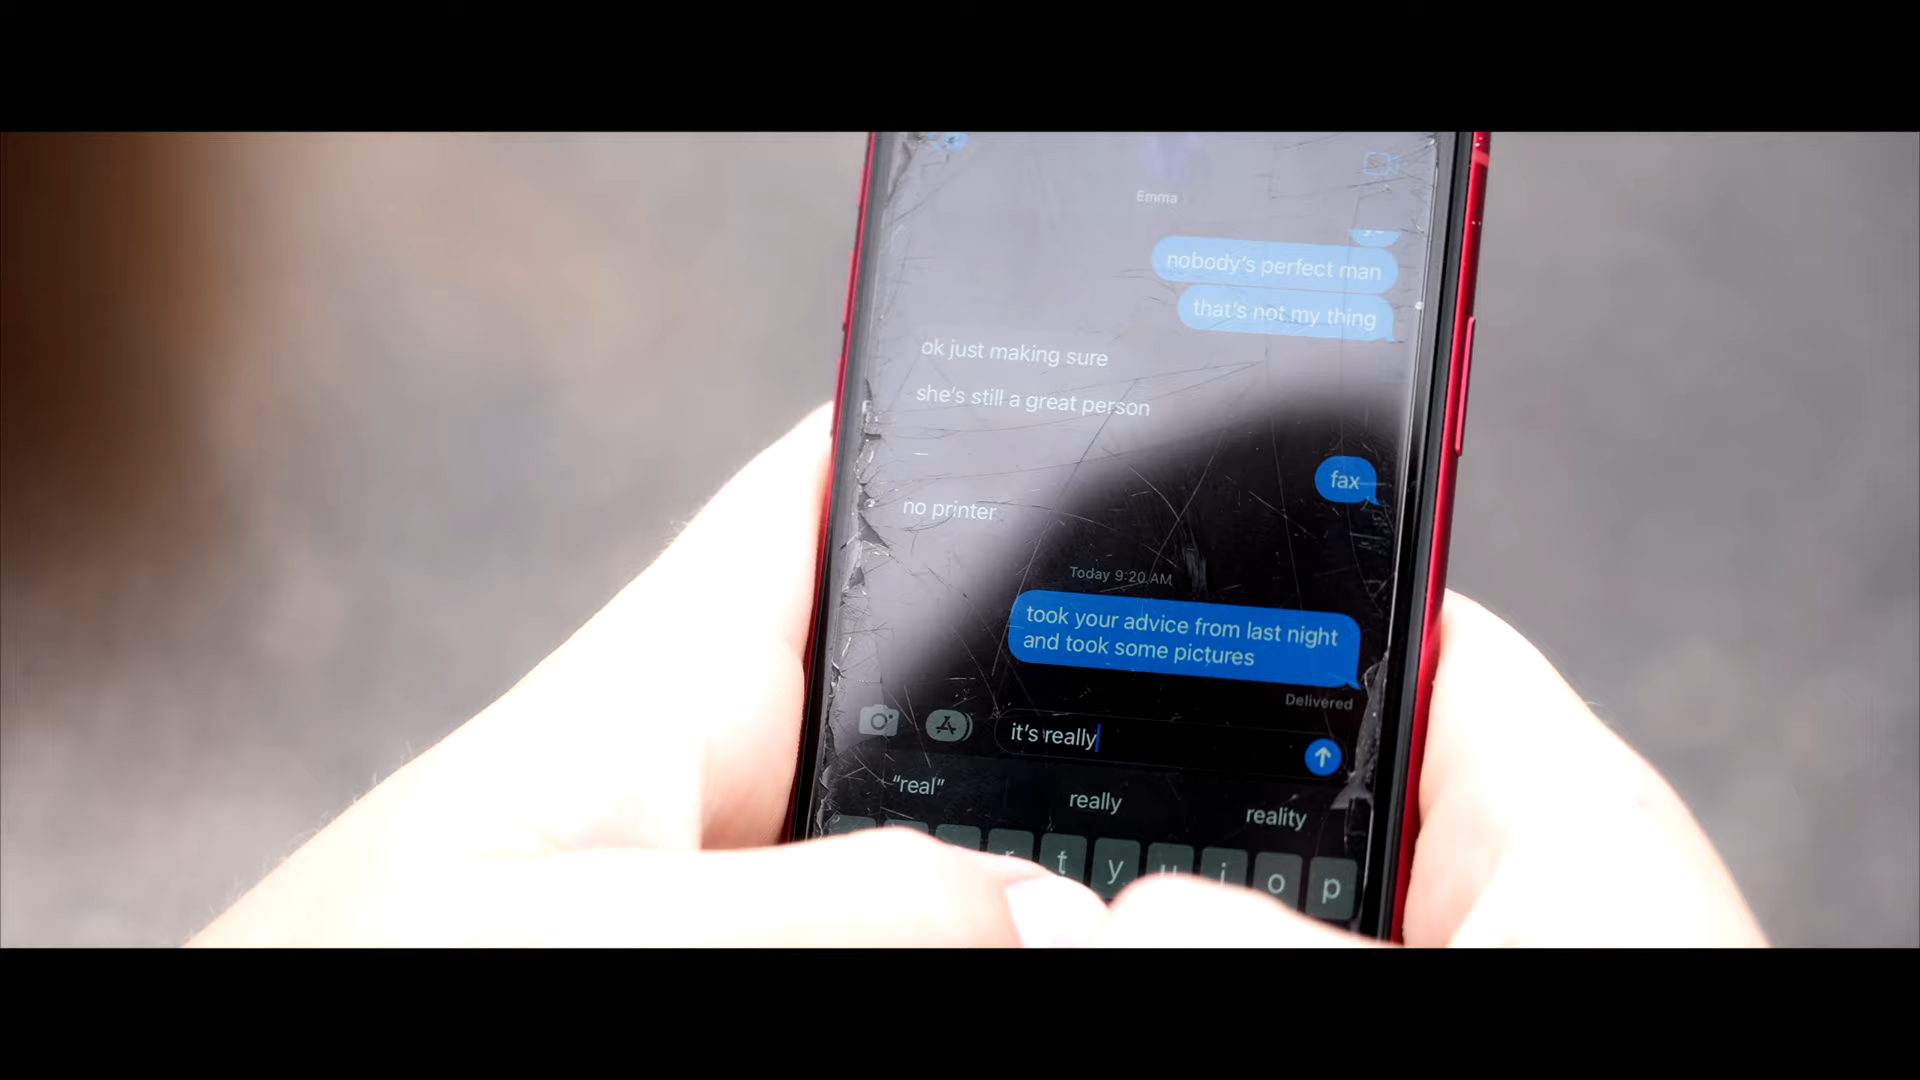 Emma
nobody's perfect man
that's not my thing
ok just making sure
she's still a great person
fax
no printer
Today 9:20 AM
took your advice from last night
and took some pictures
Delivered
it's really
“real” really reality
t y u i o p